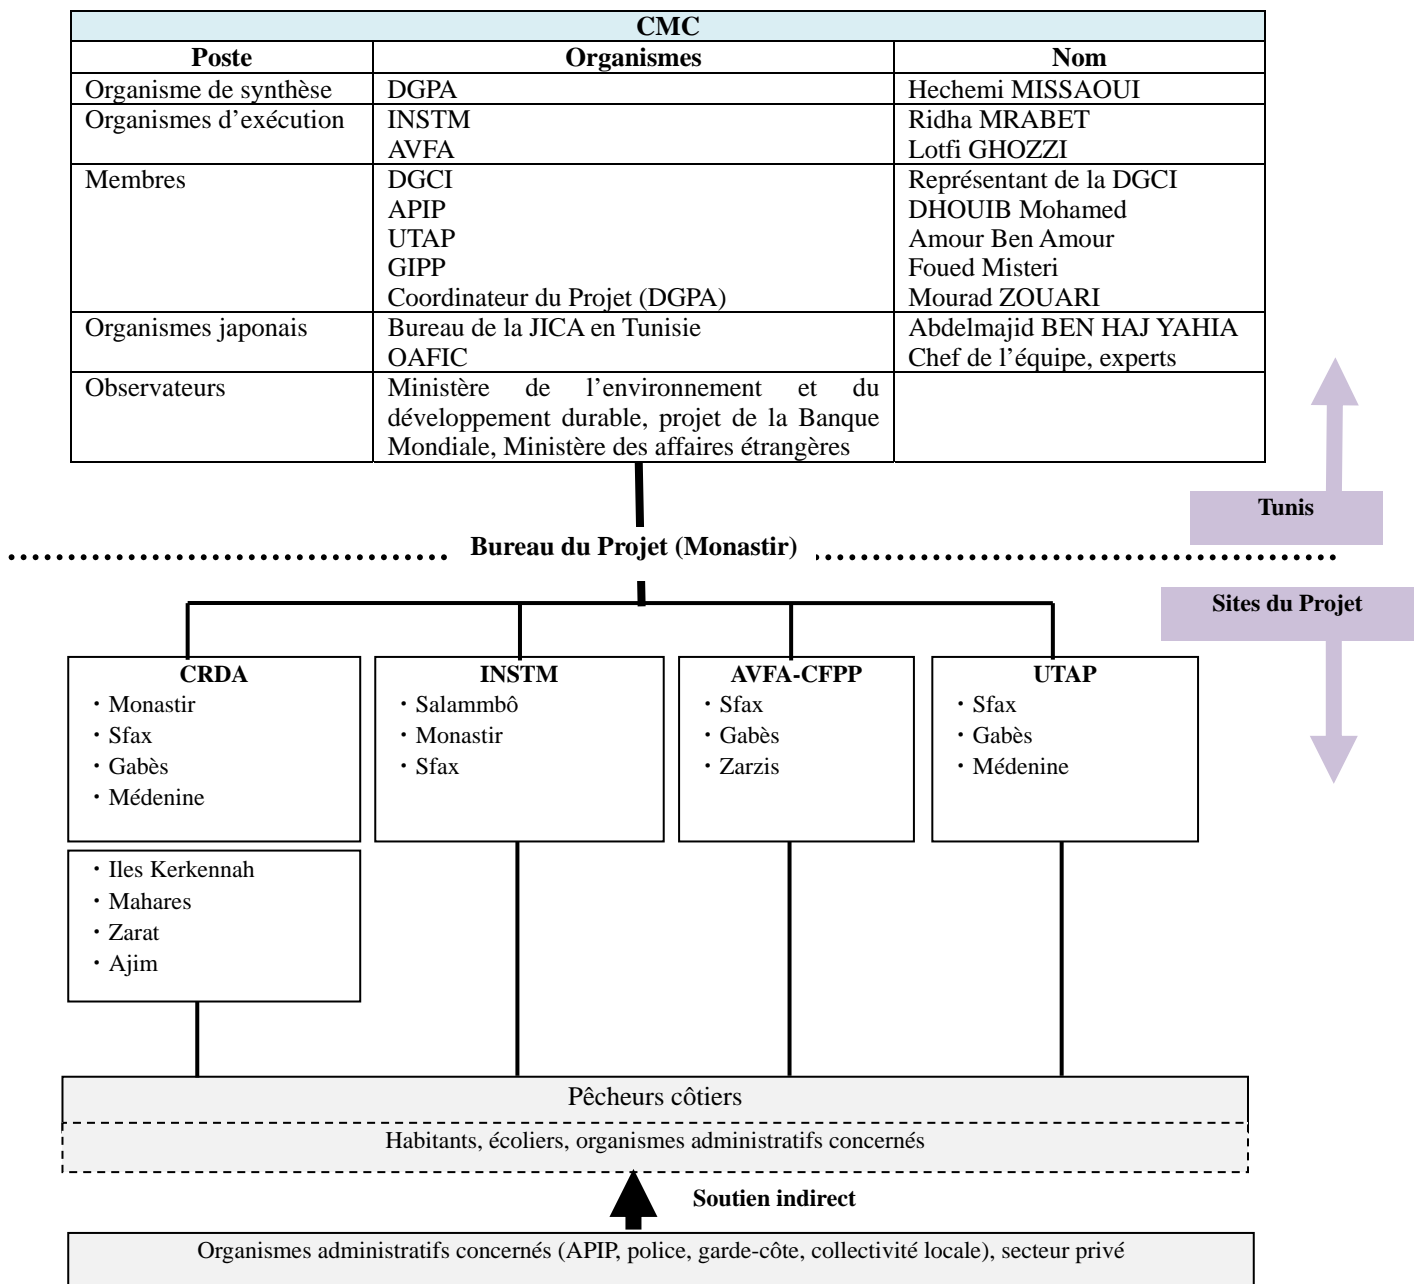 CMC
Poste Organismes Nom
Organisme de synthèse DGPA Hechemi MISSAOUI
Organismes d’exécution INSTM Ridha MRABET
AVFA Lotfi GHOZZI
Membres DGCI Représentant de la DGCI
APIP DHOUIB Mohamed
UTAP Amour Ben Amour
GIPP Foued Misteri
Coordinateur du Projet (DGPA) Mourad ZOUARI
Organismes japonais Bureau de la JICA en Tunisie Abdelmajid BEN HAJ YAHIA
OAFIC Chef de l’équipe, experts
Observateurs Ministère de l’environnement et du
développement durable, projet de la Banque
Mondiale, Ministère des affaires étrangères
Tunis
Bureau du Projet (Monastir)
Sites du Projet
CRDA
・Monastir
・Sfax
・Gabès
・Médenine
・Iles Kerkennah
・Mahares
・Zarat
・Ajim
INSTM
・Salammbô
・Monastir
・Sfax
AVFA-CFPP
・Sfax
・Gabès
・Zarzis
UTAP
・Sfax
・Gabès
・Médenine
Pêcheurs côtiers
Habitants, écoliers, organismes administratifs concernés
Soutien indirect
Organismes administratifs concernés (APIP, police, garde-côte, collectivité locale), secteur privé